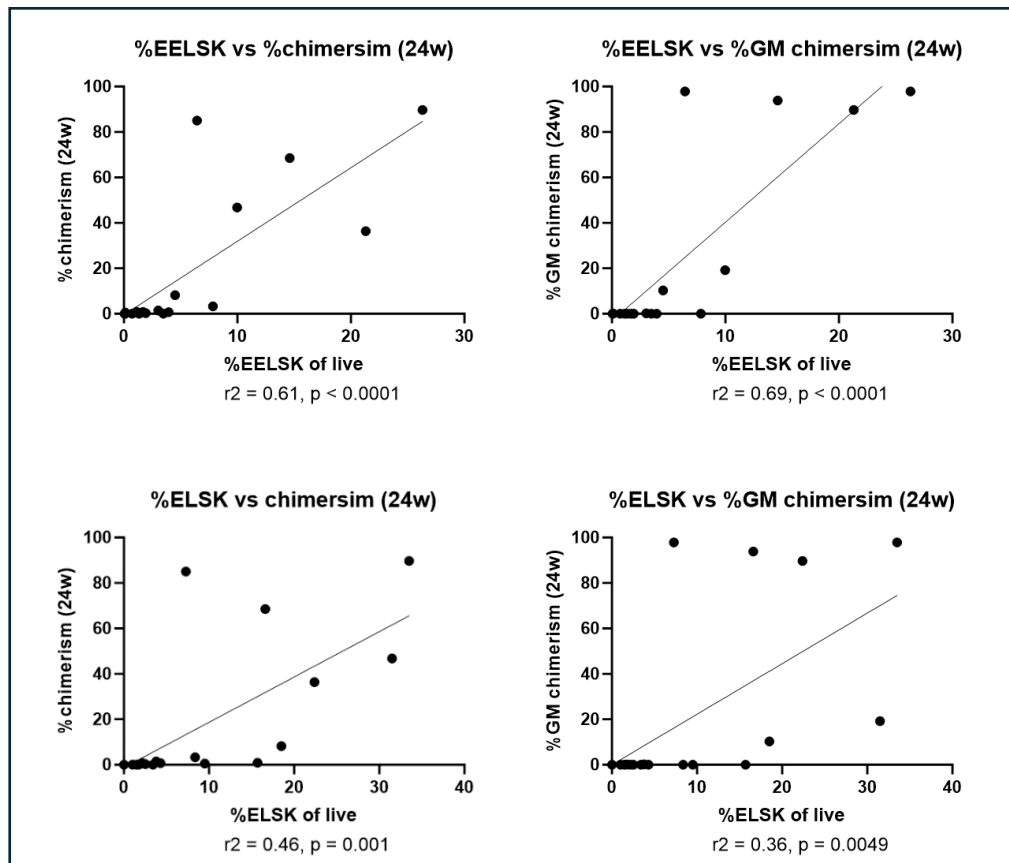 %EELSK vs %chimersim (24w)
% chimerism (24w)
100
80
60
40
20
0
0 10 20 30
%EELSK of live
r2 = 0.61, p < 0.0001
%EELSK vs %GM chimersim (24w)
%GM chimerism (24w)
100
80
60
40
20
0
0 10 20 30
%EELSK of live
r2 = 0.69, p < 0.0001
%ELSK vs chimersim (24w)
% chimerism (24w)
100
80
60
40
20
0
0 10 20 30 40
%ELSK of live
r2 = 0.46, p = 0.001
%ELSK vs %GM chimersim (24w)
%GM chimerism (24w)
100
80
60
40
20
0
0 10 20 30 40
%ELSK of live
r2 = 0.36, p = 0.0049